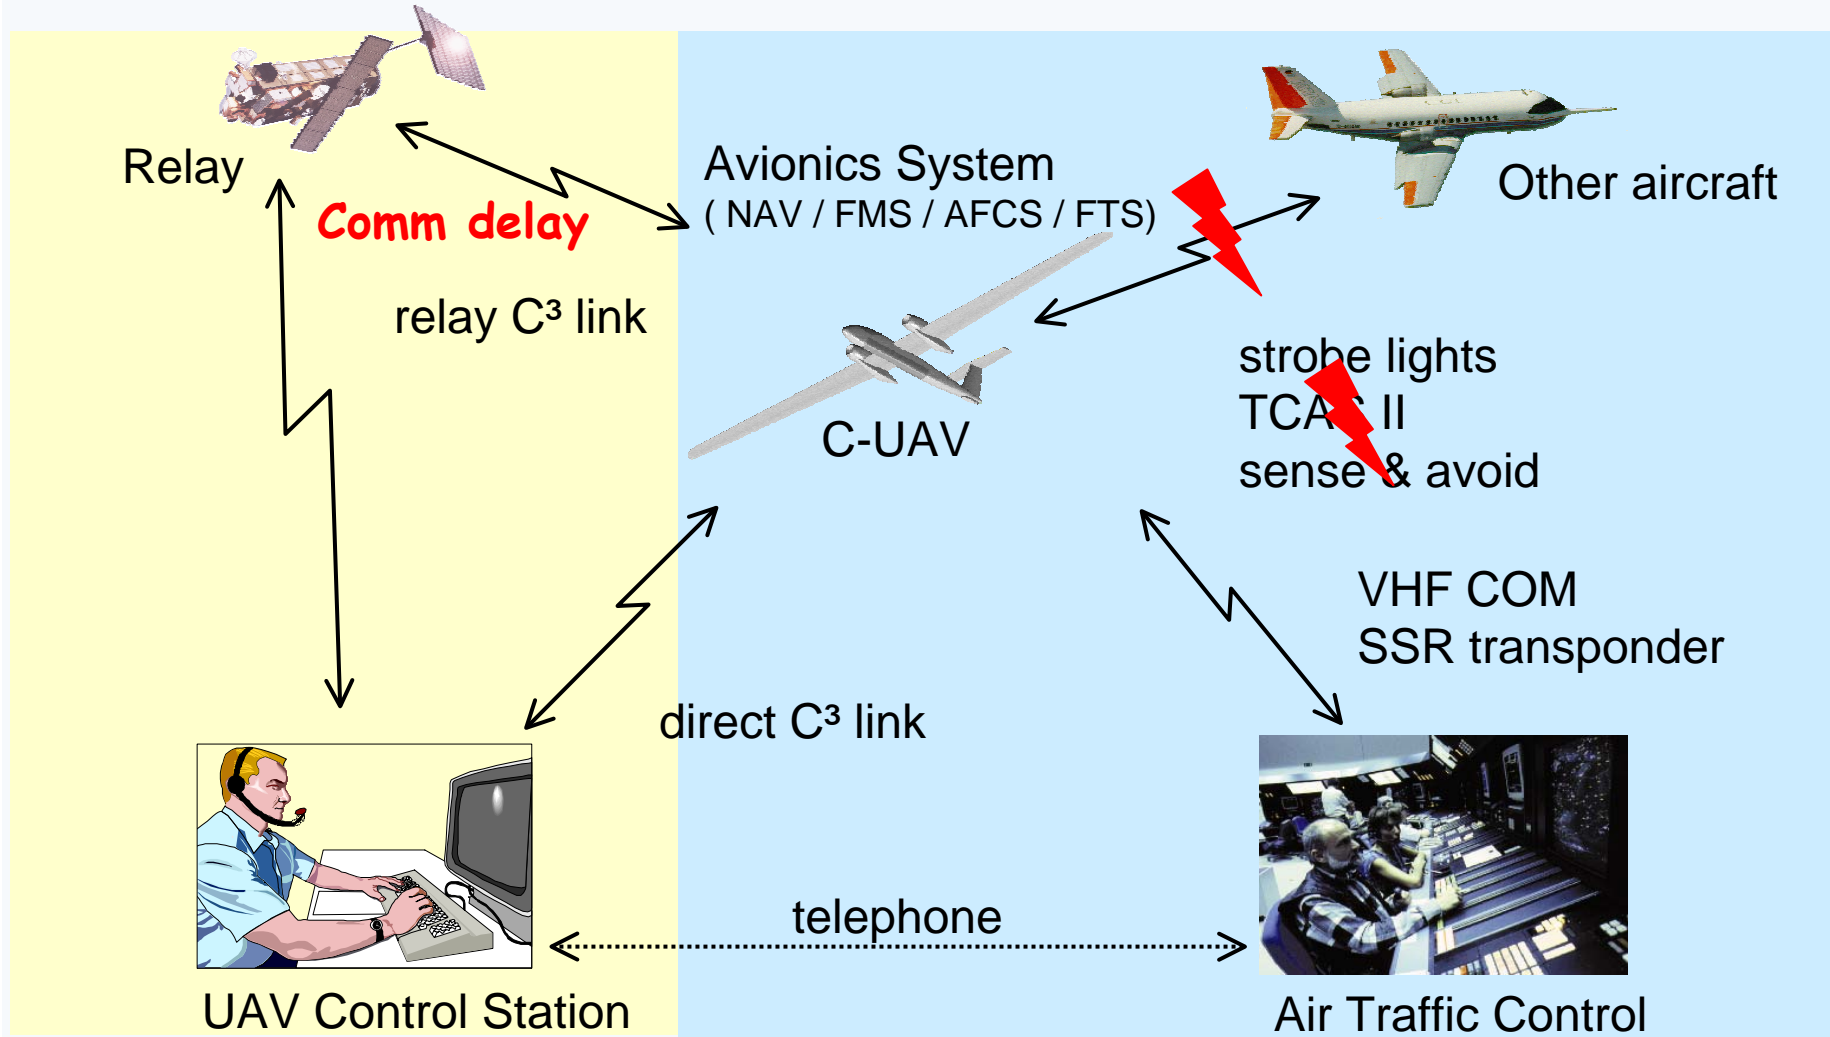 Relay
Comm delay
relay C³ link
Avionics System
( NAV / FMS / AFCS / FTS)
Other aircraft
C-UAV
strobe lights
TCAS II
sense & avoid
VHF COM
SSR transponder
direct C³ link
telephone
UAV Control Station
Air Traffic Control